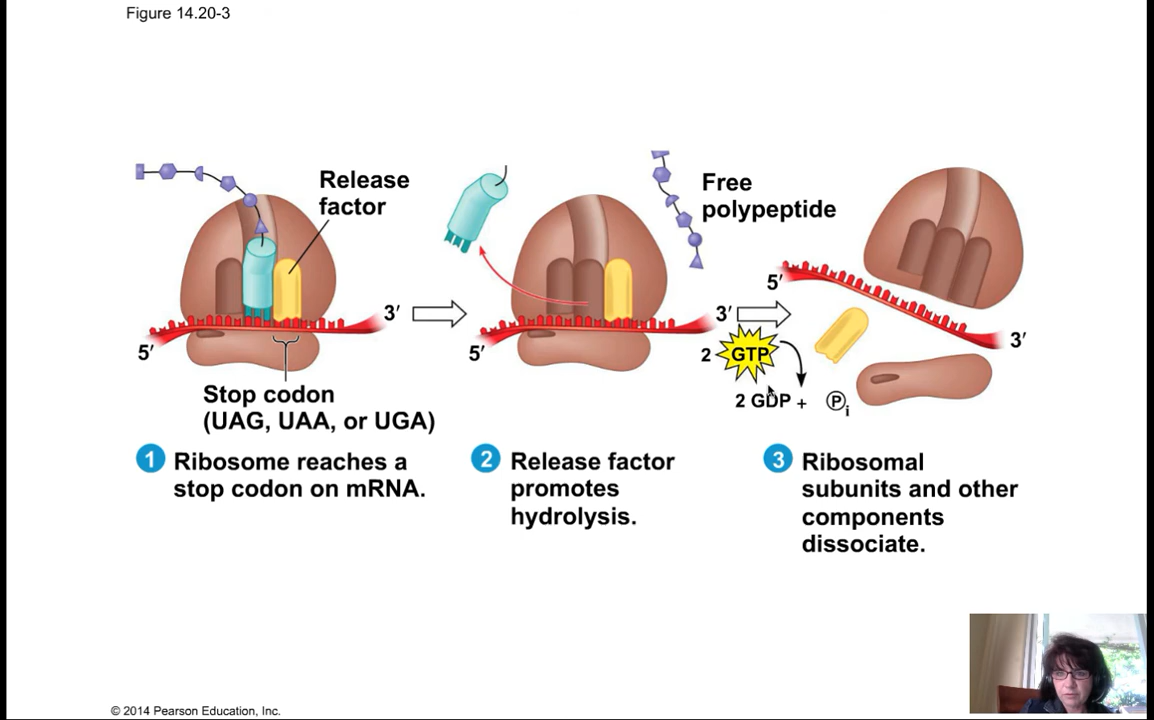 Figure 14.20-3
Release
factor
Free
polypeptide
5′
3′
5′
3′
5′
3′
Stop codon
(UAG, UAA, or UGA)
2 GTP
2 GDP + Pi
1 Ribosome reaches a
stop codon on mRNA.
2 Release factor
promotes
hydrolysis.
3 Ribosomal
subunits and other
components
dissociate.
© 2014 Pearson Education, Inc.